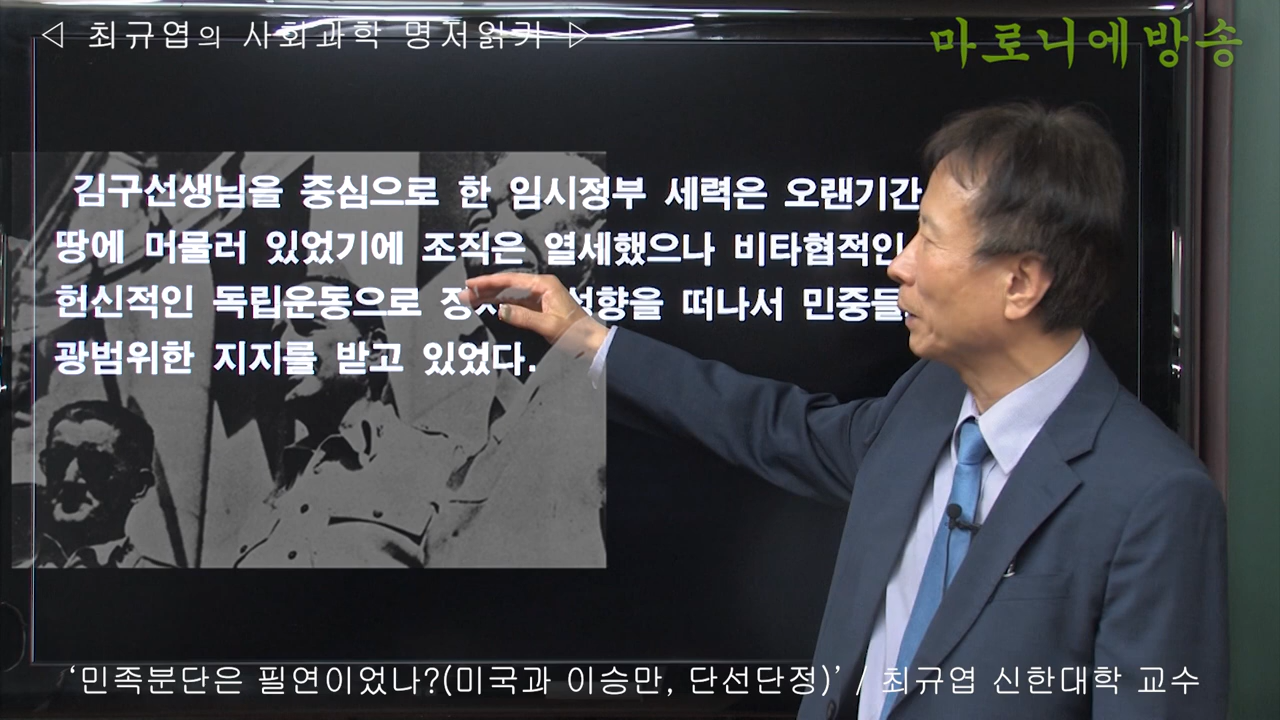 ◁ 최규엽의 사회과학 명저읽기 ▷
마로니에방송
김구선생님을 중심으로 한 임시정부 세력은 오랜기간
땅에 머물러 있었기에 조직은 열세했으나 비타협적인
헌신적인 독립운동으로 성향을 떠나서 민중들
광범위한 지지를 받고 있었다.
‘민족분단은 필연이었나?(미국과 이승만, 단선단정)’ / 최규엽 신한대학 교수